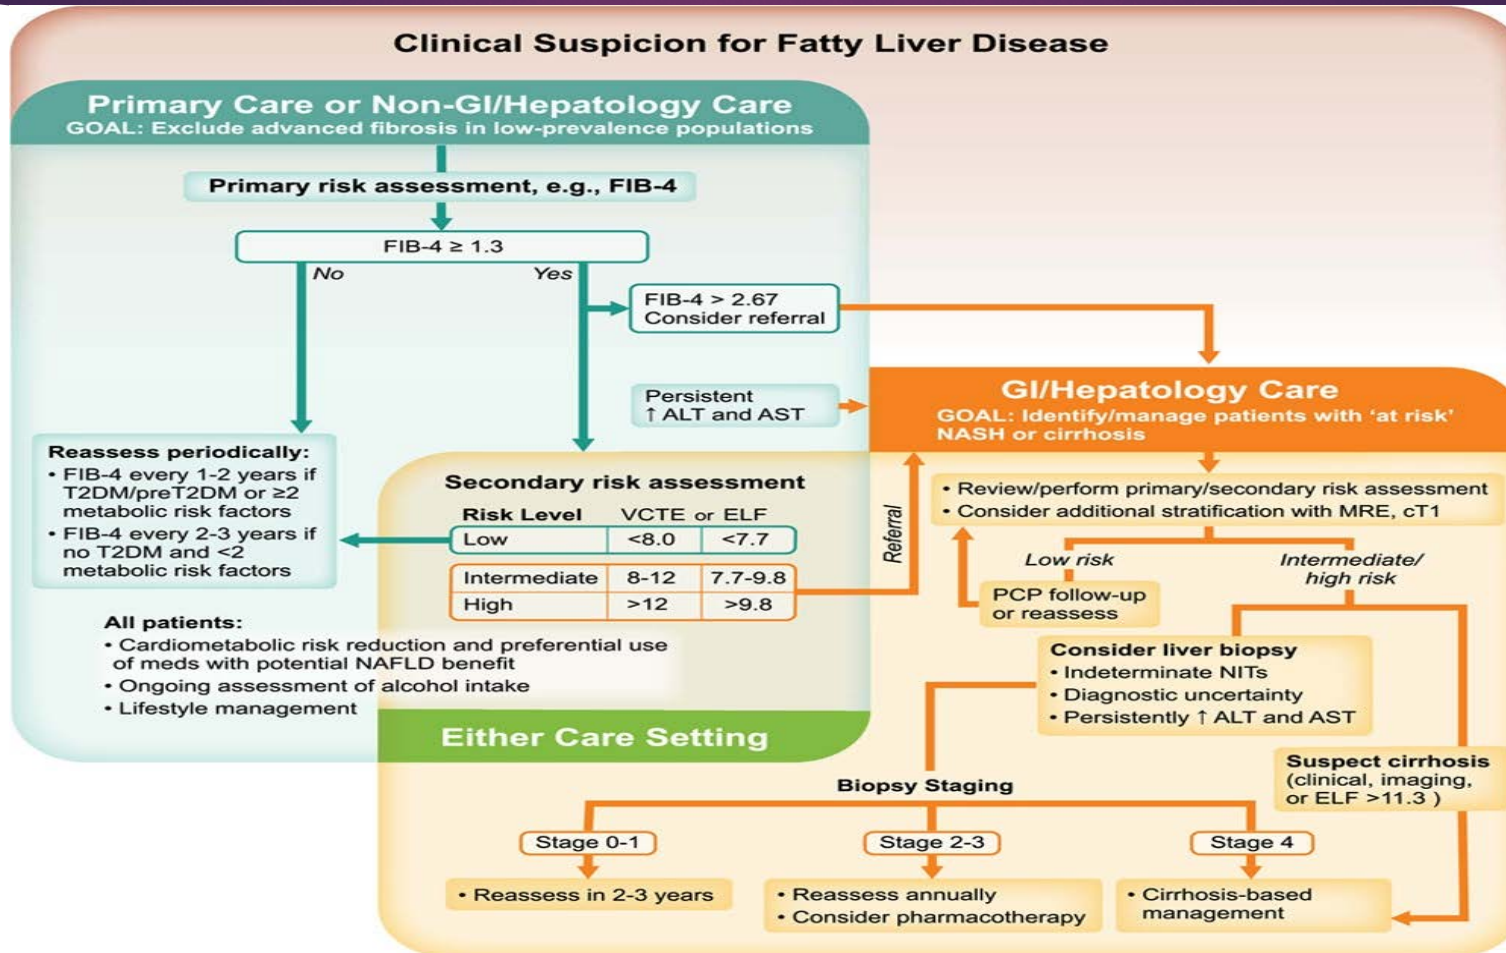 Clinical Suspicion for Fatty Liver Disease
Primary Care or Non-GI/Hepatology Care
GOAL: Exclude advanced fibrosis in low-prevalence populations
Primary risk assessment, e.g., FIB-4
FIB-4 ≥ 1.3
No
Yes
FIB-4 > 2.67
Consider referral
Persistent
↑ ALT and AST
Reassess periodically:
• FIB-4 every 1-2 years if
T2DM/preT2DM or ≥2
metabolic risk factors
• FIB-4 every 2-3 years if
no T2DM and <2
metabolic risk factors
Secondary risk assessment
Risk Level VCTE or ELF
Low <8.0 <7.7
Intermediate 8-12 7.7-9.8
High >12 >9.8
All patients:
• Cardiometabolic risk reduction and preferential use
of meds with potential NAFLD benefit
• Ongoing assessment of alcohol intake
• Lifestyle management
Either Care Setting
Referral
GI/Hepatology Care
GOAL: Identify/manage patients with ‘at risk’
NASH or cirrhosis
• Review/perform primary/secondary risk assessment
• Consider additional stratification with MRE, cT1
Low risk
Intermediate/
high risk
PCP follow-up
or reassess
Consider liver biopsy
• Indeterminate NITs
• Diagnostic uncertainty
• Persistently ↑ ALT and AST
Suspect cirrhosis
(clinical, imaging,
or ELF >11.3 )
Biopsy Staging
Stage 0-1
Stage 2-3
Stage 4
• Reassess in 2-3 years
• Reassess annually
• Consider pharmacotherapy
• Cirrhosis-based
management